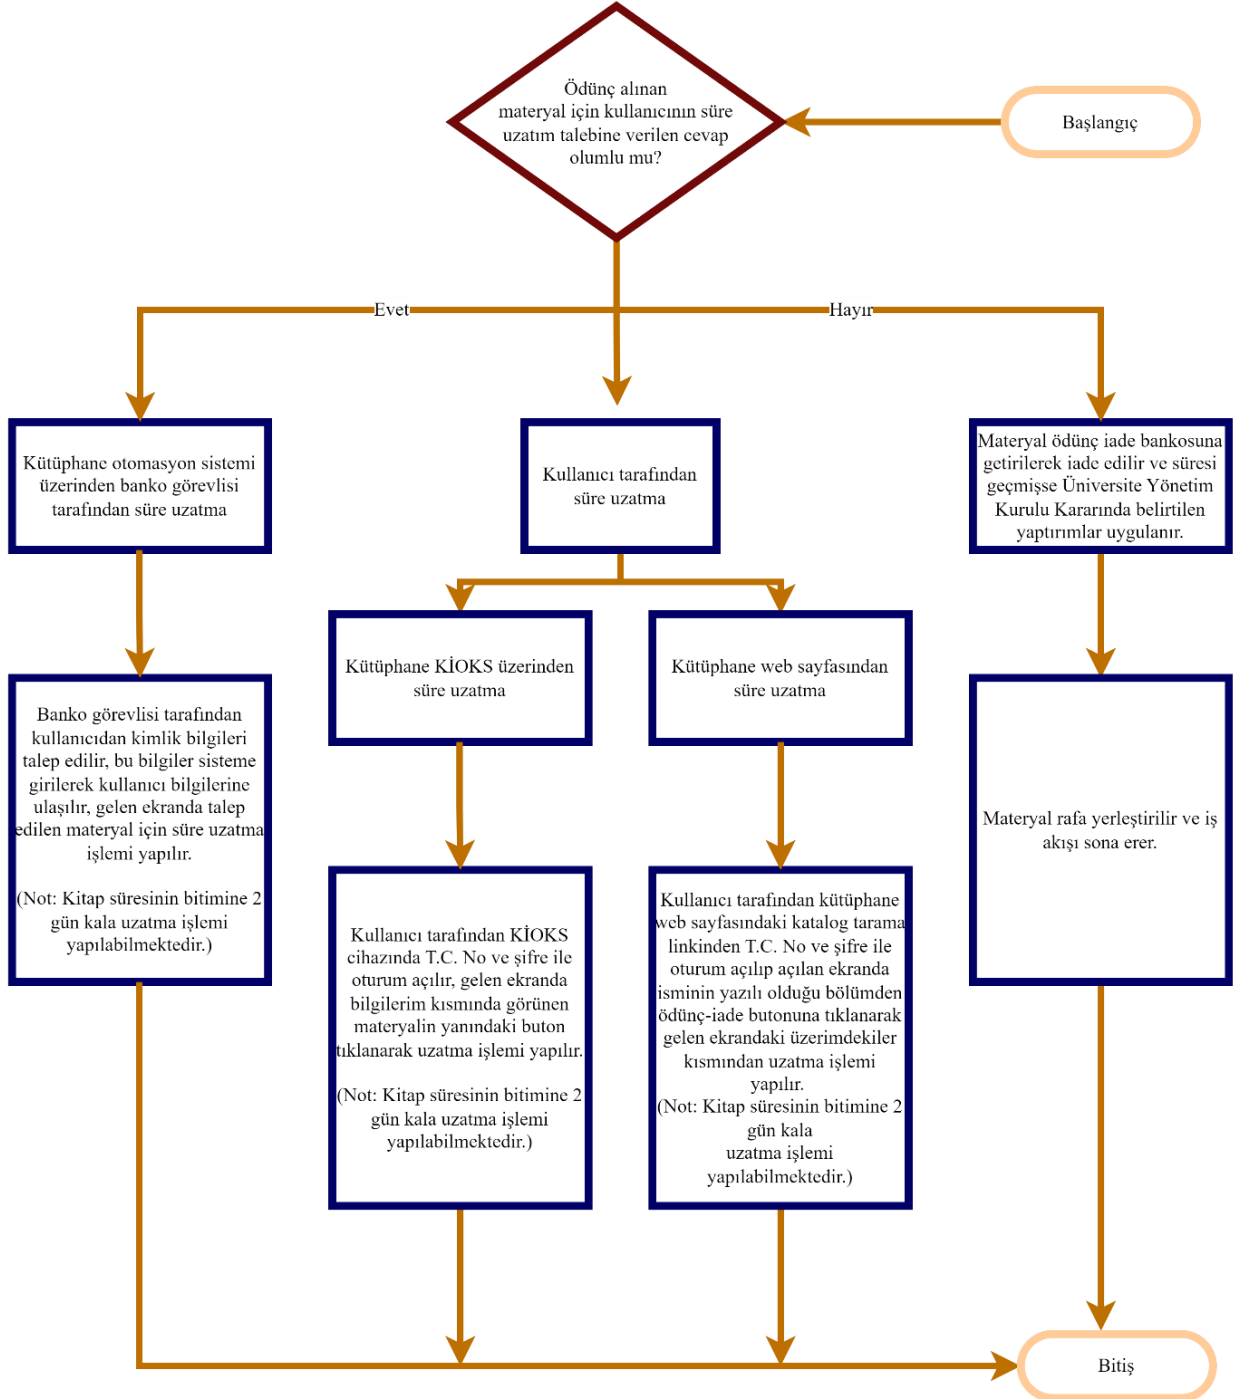 Ödünç alınan
materyal için kullanıcının süre
uzatım talebine verilen cevap
olumlu mu?
Başlangıç
Evet
Hayır
Kütüphane otomasyon sistemi
üzerinden banko görevlisi
tarafından süre uzatma
Kullanıcı tarafından
süre uzatma
Materyal ödünç iade bankosuna
getirilerek iade edilir ve süresi
geçmişse Üniversite Yönetim
Kurulu Kararında belirtilen
yaptırımlar uygulanır.
Kütüphane KİOKS üzerinden
süre uzatma
Kütüphane web sayfasından
süre uzatma
Banko görevlisi tarafından
kullanıcıdan kimlik bilgileri
talep edilir, bu bilgiler sisteme
girilerek kullanıcı bilgilerine
ulaşılır, gelen ekranda talep
edilen materyal için süre uzatma
işlemi yapılır.
(Not: Kitap süresinin bitimine 2
gün kala uzatma işlemi
yapılabilmektedir.)
Materyal rafa yerleştirilir ve iş
akışı sona erer.
Kullanıcı tarafından KİOKS
cihazında T.C. No ve şifre ile
oturum açılır, gelen ekranda
bilgilerim kısmında görünen
materyalin yanındaki buton
tıklanarak uzatma işlemi yapılır.
(Not: Kitap süresinin bitimine 2
gün kala uzatma işlemi
yapılabilmektedir.)
Kullanıcı tarafından kütüphane
web sayfasındaki katalog tarama
linkinden T.C. No ve şifre ile
oturum açılıp açılan ekranda
isminin yazılı olduğu bölümden
ödünç-iade butonuna tıklanarak
gelen ekrandaki üzerimdekiler
kısmından uzatma işlemi
yapılır.
(Not: Kitap süresinin bitimine 2
gün kala
uzatma işlemi
yapılabilmektedir.)
Bitiş